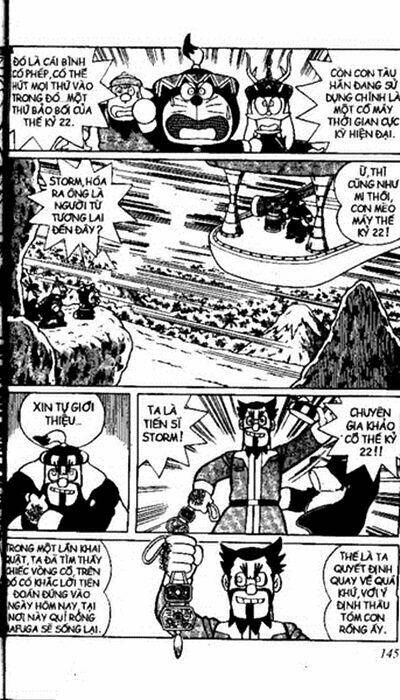 ĐÓ LÀ CÁI BÌNH
CÓ PHÉP, CÓ THỂ
HÚT MỌI THỨ VÀO
TRONG ĐÓ... MỘT
THỨ BẢO BỐI CỦA
THẾ KỶ 22.
CÒN CON TÀU
HẮN ĐANG SỬ
DỤNG CHÍNH LÀ
MỘT CỖ MÁY
THỜI GIAN CỰC
KỲ HIỆN ĐẠI.
STORM, HÓA
RA ÔNG LÀ
NGƯỜI TỪ
TƯƠNG LAI
ĐẾN ĐÂY?
Ừ, THÌ
CŨNG NHƯ
MI THÔI,
CON MÈO
MÁY THẾ
KỶ 22!
XIN TỰ GIỚI
THIỆU...
TA LÀ
TIẾN SĨ
STORM!
CHUYÊN
GIA KHẢO
CỔ THẾ KỶ
22!!
TRONG MỘT LẦN KHAI
QUẬT, TA ĐÃ TÌM THẤY
CHIẾC VÒNG CỔ, TRÊN
ĐÓ CÓ KHẮC LỜI TIÊN
ĐOÁN ĐÚNG VÀO
NGÀY HÔM NAY, TẠI
NƠI NÀY QUỈ RỒNG
AFUGA SẼ SỐNG LẠI.
THẾ LÀ TA
QUYẾT ĐỊNH
QUAY VỀ QUÁ
KHỨ, VỚI Ý
ĐỊNH THÂU
TÓM CON
RỒNG ẤY.
145